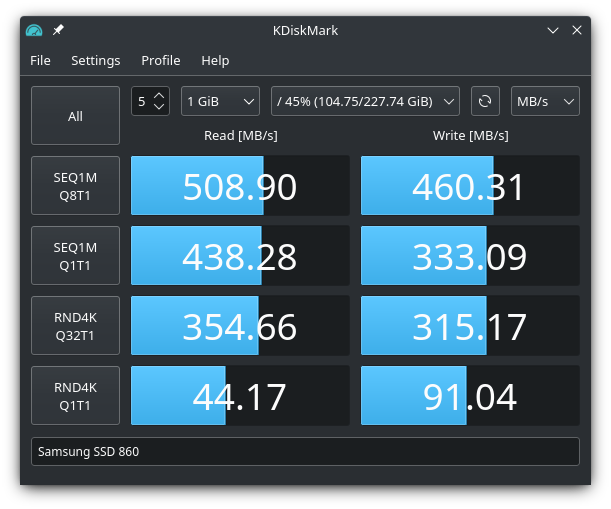 KDiskMark
File Settings Profile Help
All
5 1 GiB / 45% (104.75/227.74 GiB) MB/s
Read [MB/s] Write [MB/s]
SEQ1M
Q8T1
508.90 460.31
SEQ1M
Q1T1
438.28 333.09
RND4K
Q32T1
354.66 315.17
RND4K
Q1T1
44.17 91.04
Samsung SSD 860